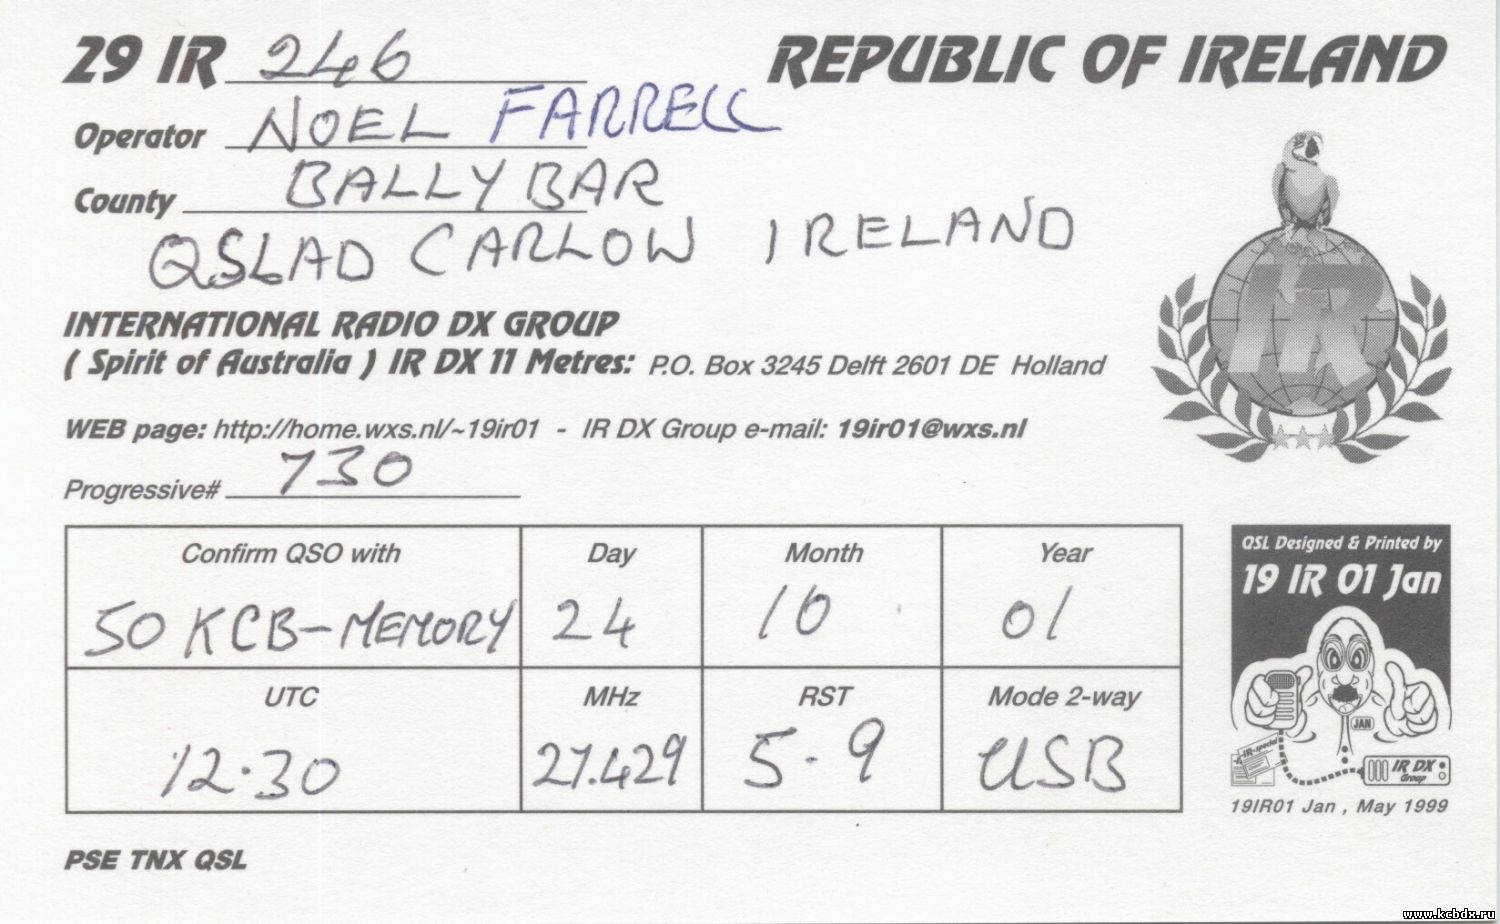 29 IR 246 REPUBLIC OF IRELAND
Operator NOEL FARRELL
County BALLYBAR
QSLAD CARLOW IRELAND
IR
INTERNATIONAL RADIO DX GROUP
( Spirit of Australia ) IR DX 11 Metres: P.O. Box 3245 Delft 2601 DE Holland
WEB page: http://home.wxs.nl/~19ir01 - IR DX Group e-mail: 19ir01@wxs.nl
Progressive# 730
Confirm QSO with Day Month Year
50 KCB-MEMORY 24 10 01
UTC MHz RST Mode 2-way
12.30 27.429 5-9 USB
QSL Designed & Printed by
19 IR 01 Jan
JAN
IR-special
IR DX
Group
19IR01 Jan , May 1999
PSE TNX QSL
www.kcbdx.ru